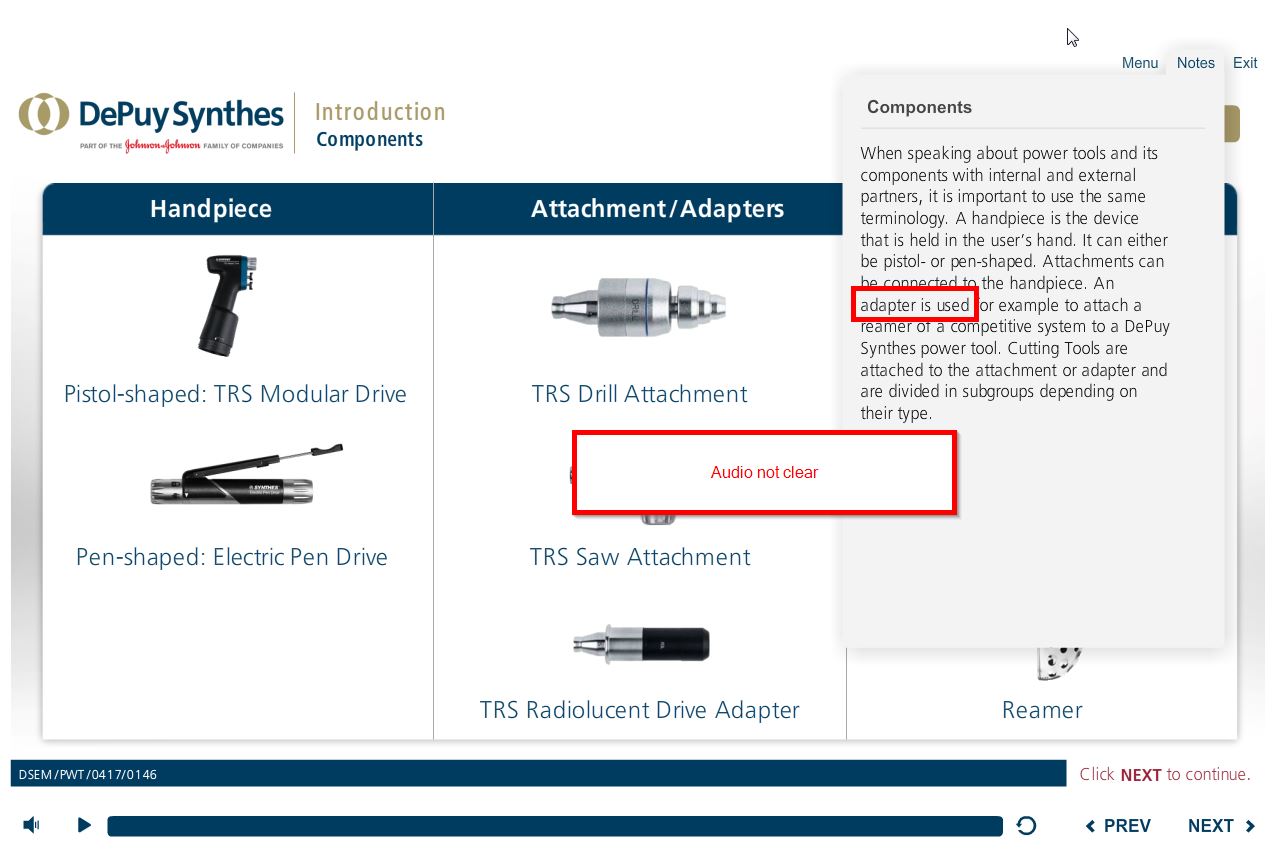 Menu Notes Exit
DePuy Synthes
PART OF THE Johnson-Johnson FAMILY OF COMPANIES
Introduction
Components
Components
When speaking about power tools and its
components with internal and external
partners, it is important to use the same
terminology. A handpiece is the device
that is held in the user's hand. It can either
be pistol- or pen-shaped. Attachments can
be connected to the handpiece. An
adapter is used for example to attach a
reamer of a competitive system to a DePuy
Synthes power tool. Cutting Tools are
attached to the attachment or adapter and
are divided in subgroups depending on
their type.
Audio not clear
Handpiece
Pistol-shaped: TRS Modular Drive
SYNTHES
Pen-shaped: Electric Pen Drive
Attachment/Adapters
DRILL
TRS Drill Attachment
TRS Saw Attachment
TRS Radiolucent Drive Adapter
Reamer
DSEM/PWT/0417/0146
Click NEXT to continue.
PREV NEXT